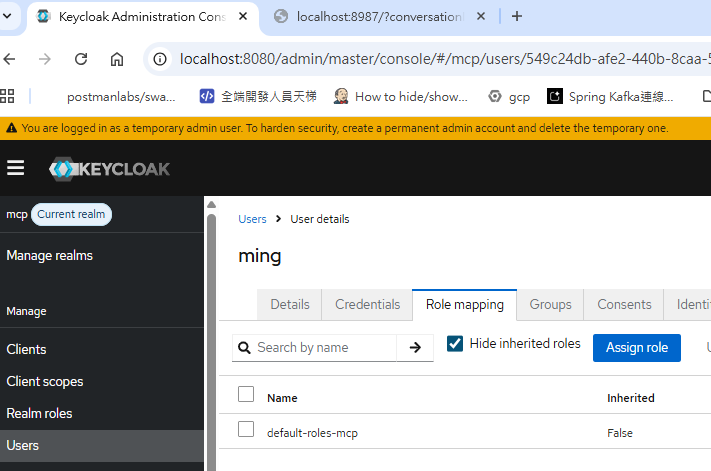 Keycloak Administration Cons
localhost:8987/?conversationI
localhost:8080/admin/master/console/#/mcp/users/549c24db-afe2-440b-8caa-5
postmanlabs/swa... 全端開發人員天梯 How to hide/show... gcp Spring Kafka連線...
You are logged in as a temporary admin user. To harden security, create a permanent admin account and delete the temporary one.
KEYCLOAK
mcp Current realm
Manage realms
Manage
Clients
Client scopes
Realm roles
Users
Users > User details
ming
Details Credentials Role mapping Groups Consents Identi
Search by name Hide inherited roles Assign role
Name Inherited
default-roles-mcp False